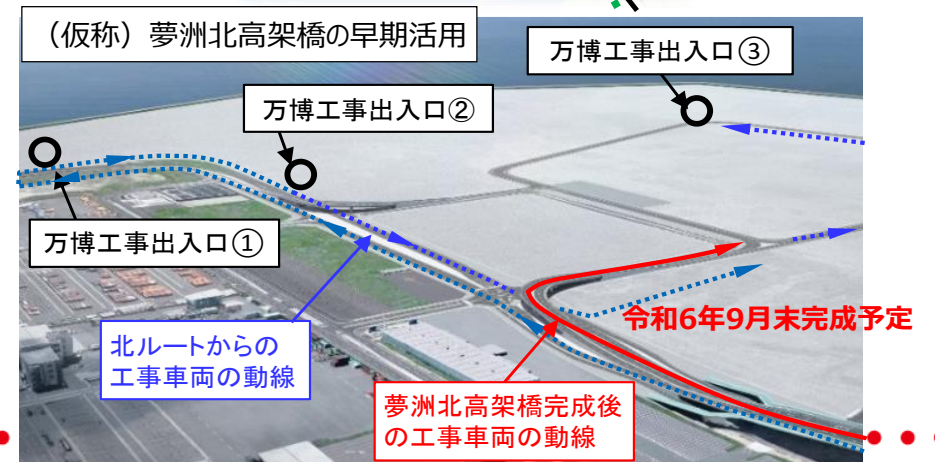 （仮称）夢洲北高架橋の早期活用
万博工事出入口③
万博工事出入口②
万博工事出入口①
令和6年9月末完成予定
北ルートからの
工事車両の動線
夢洲北高架橋完成後
の工事車両の動線